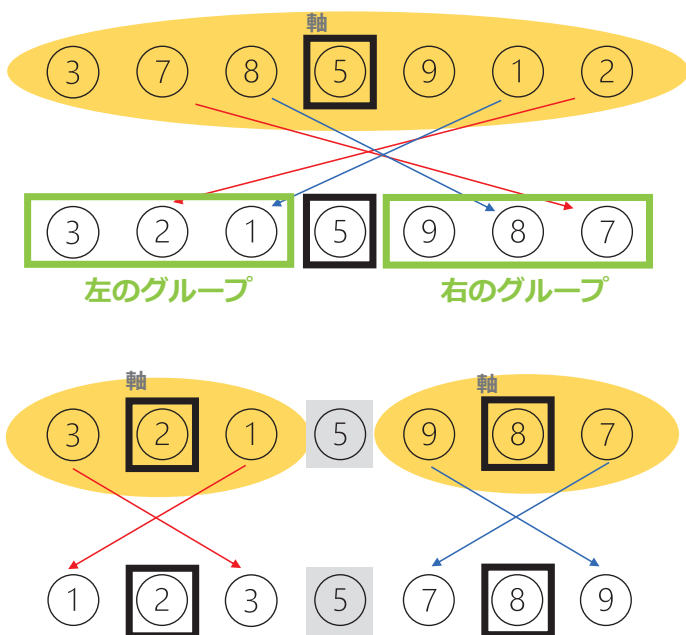 軸
3 7 8 5 9 1 2
3 2 1 5 9 8 7
左のグループ 右のグループ
軸 軸
3 2 1 5 9 8 7
1 2 3 5 7 8 9